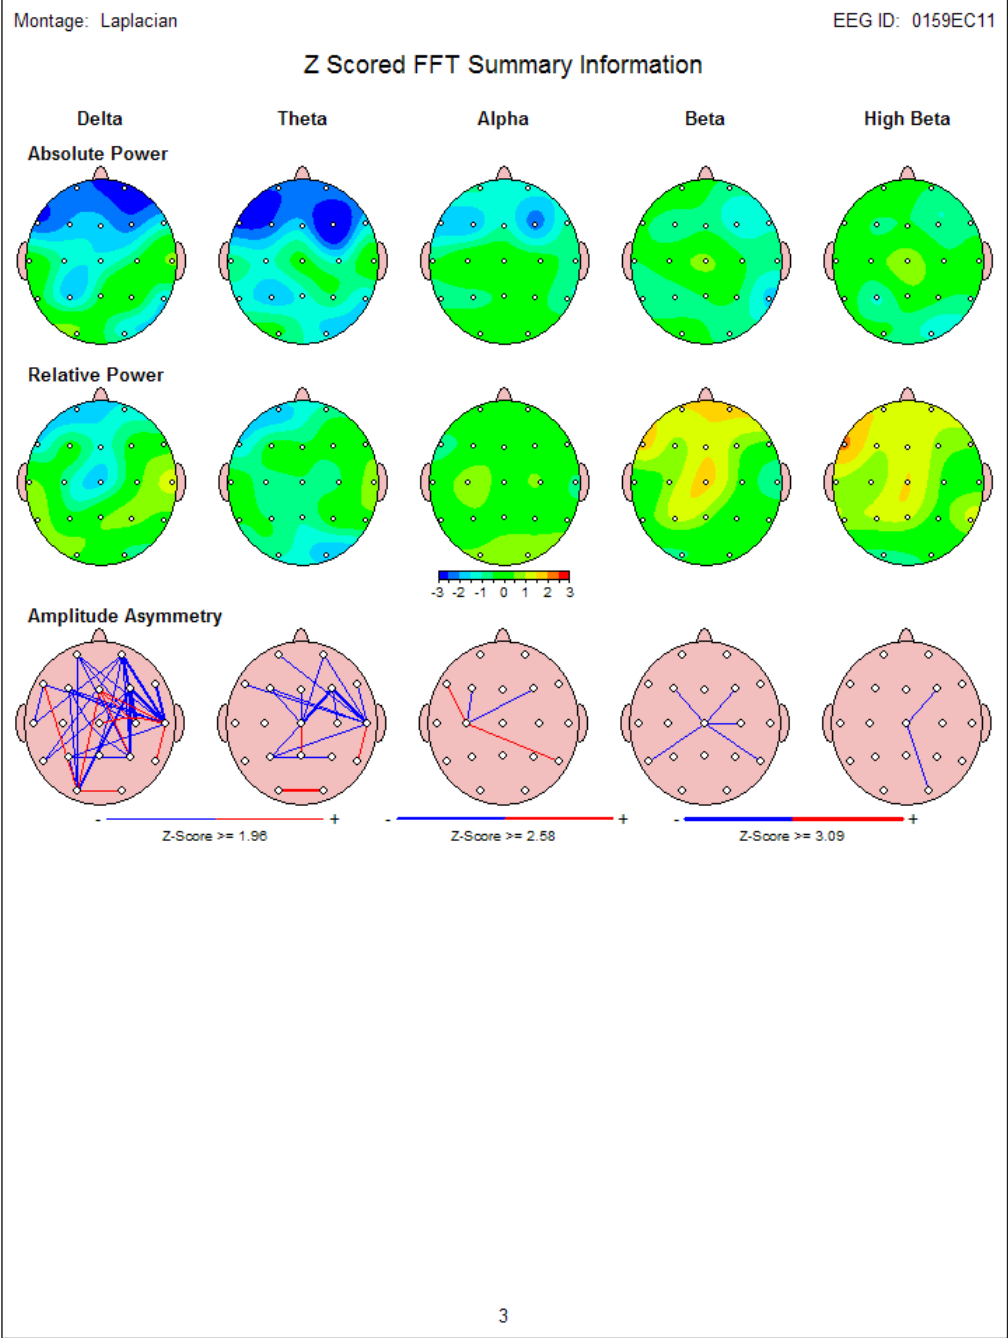 Montage: Laplacian EEG ID: 0159EC11
Z Scored FFT Summary Information
Delta Theta Alpha Beta High Beta
Absolute Power
Relative Power
-3 -2 -1 0 1 2 3
Amplitude Asymmetry
- + - + - +
Z-Score >= 1.96 Z-Score >= 2.58 Z-Score >= 3.09
3